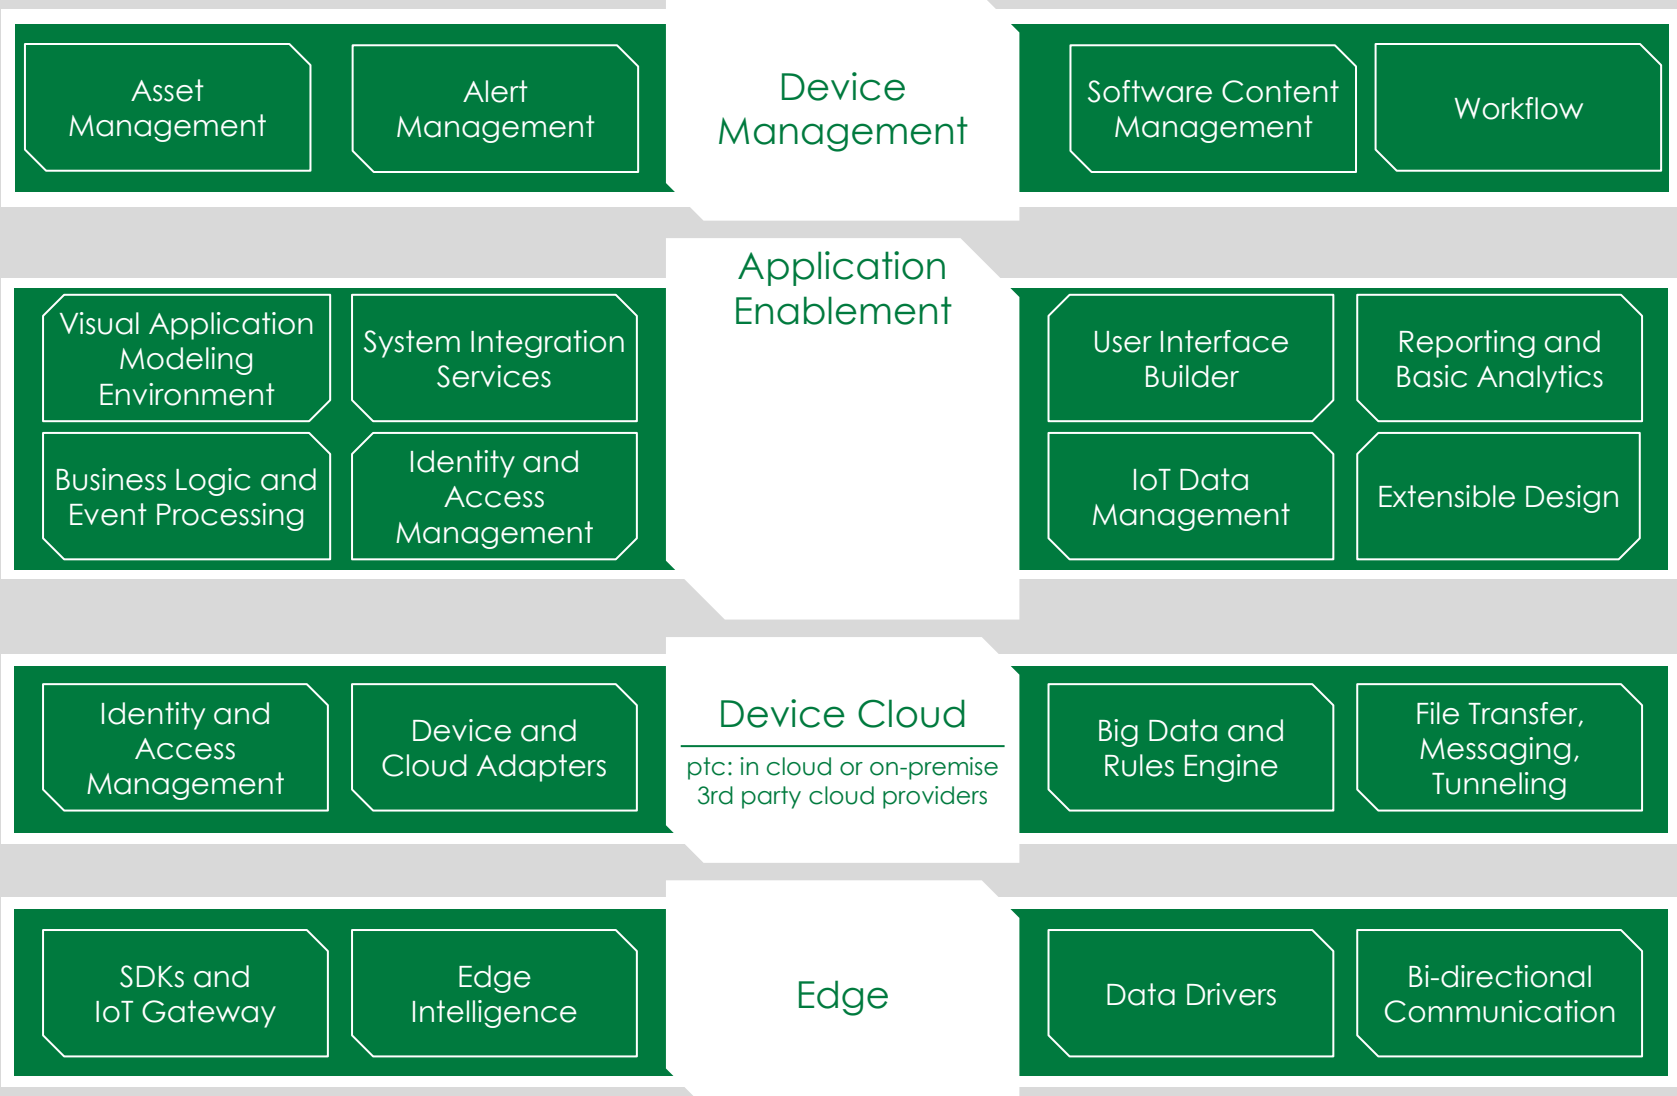 Asset
Management
Alert
Management
Device
Management
Software Content
Management
Workflow
Application
Enablement
Visual Application
Modeling
Environment
System Integration
Services
User Interface
Builder
Reporting and
Basic Analytics
Business Logic and
Event Processing
Identity and
Access
Management
IoT Data
Management
Extensible Design
Identity and
Access
Management
Device and
Cloud Adapters
Device Cloud
ptc: in cloud or on-premise
3rd party cloud providers
Big Data and
Rules Engine
File Transfer,
Messaging,
Tunneling
SDKs and
IoT Gateway
Edge
Intelligence
Edge
Data Drivers
Bi-directional
Communication